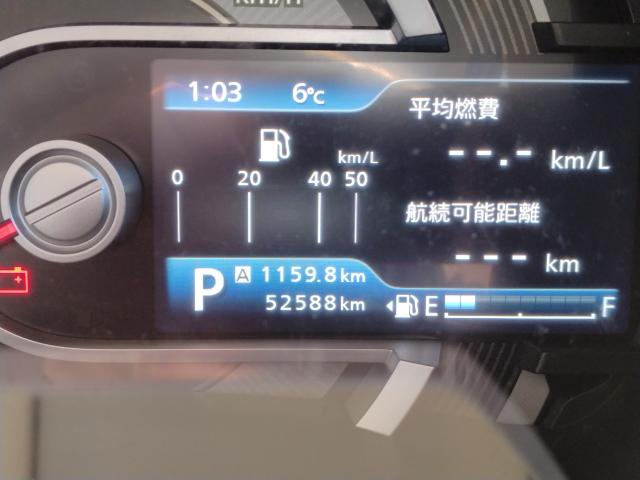 km/h
1:03 6℃
平均燃費
--.- km/L
km/L
0 20 40 50
航続可能距離
--- km
P A 1159.8km
52588km
E F